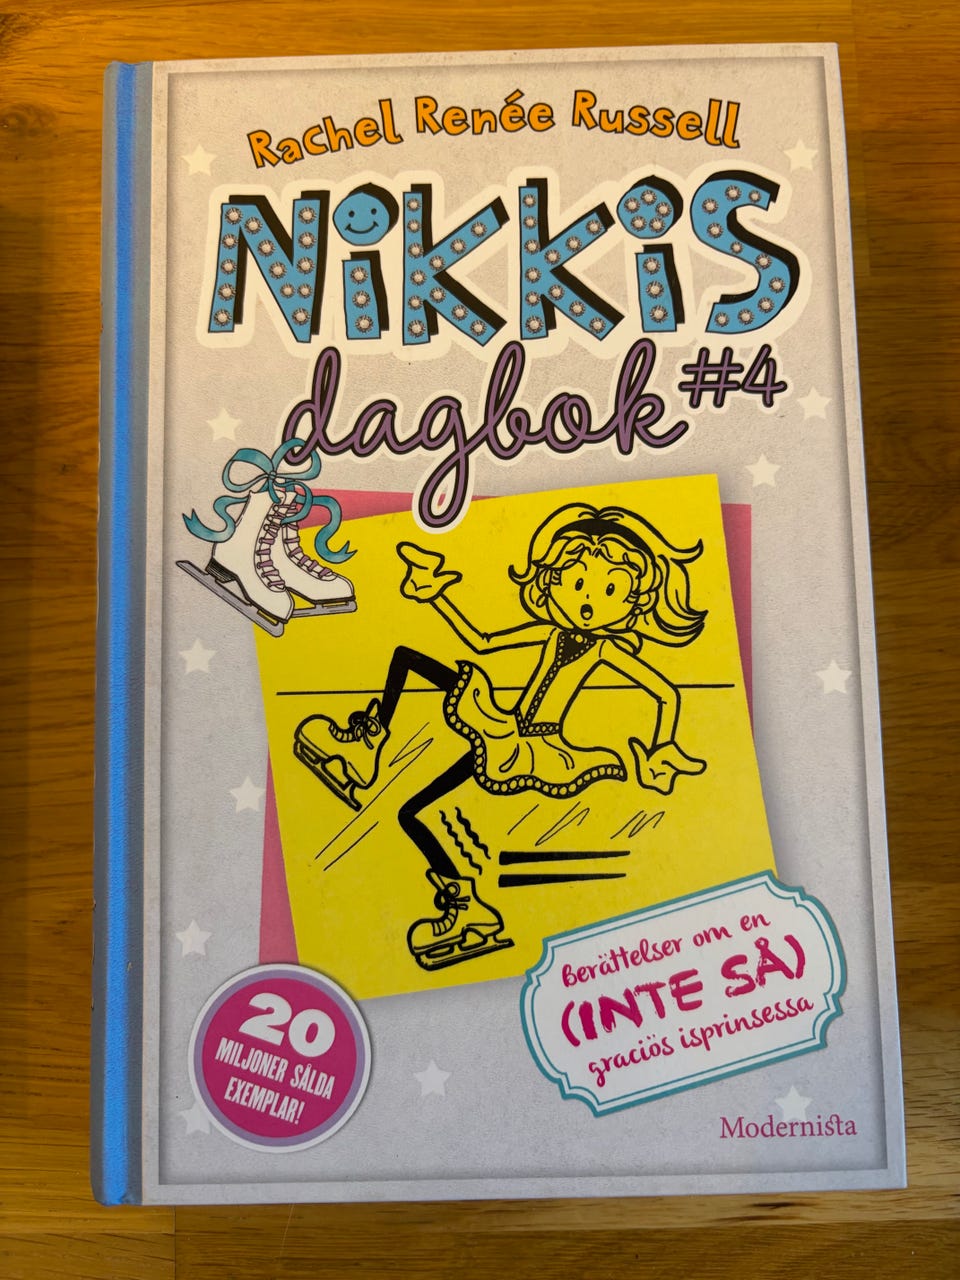 Rachel Renée Russell
NiKKiS
dagbok #4
Berättelser om en
(INTE SÅ)
graciös isprinsessa
20
MILJONER SÅLDA
EXEMPLAR!
Modernista